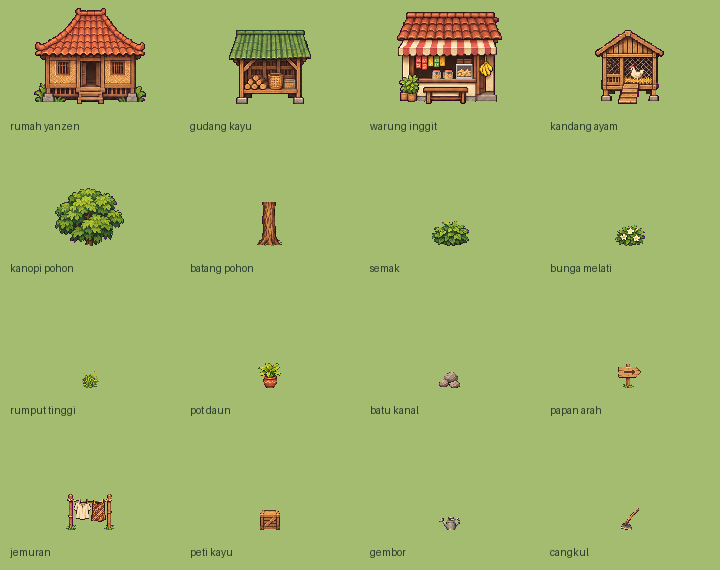 rumah yanzen
gudang kayu
warung inggit
kandang ayam
kanopi pohon
batang pohon
semak
bunga melati
rumput tinggi
pot daun
batu kanal
papan arah
jemuran
peti kayu
gembor
cangkul